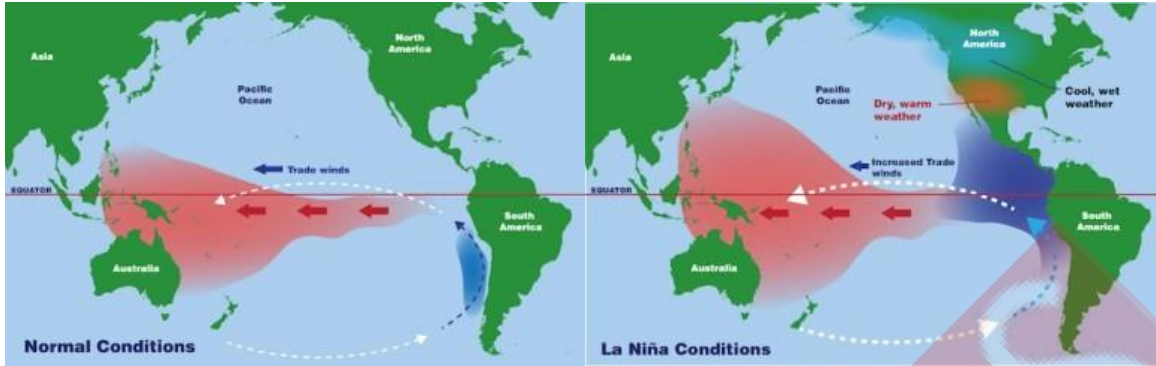 Asia
North
America
Pacific
Ocean
Trade winds
EQUATOR
South
America
Australia
Normal Conditions
Asia
North
America
Cool, wet
weather
Pacific
Ocean
Dry, warm
weather
Increased Trade
winds
EQUATOR
South
America
Australia
La Niña Conditions